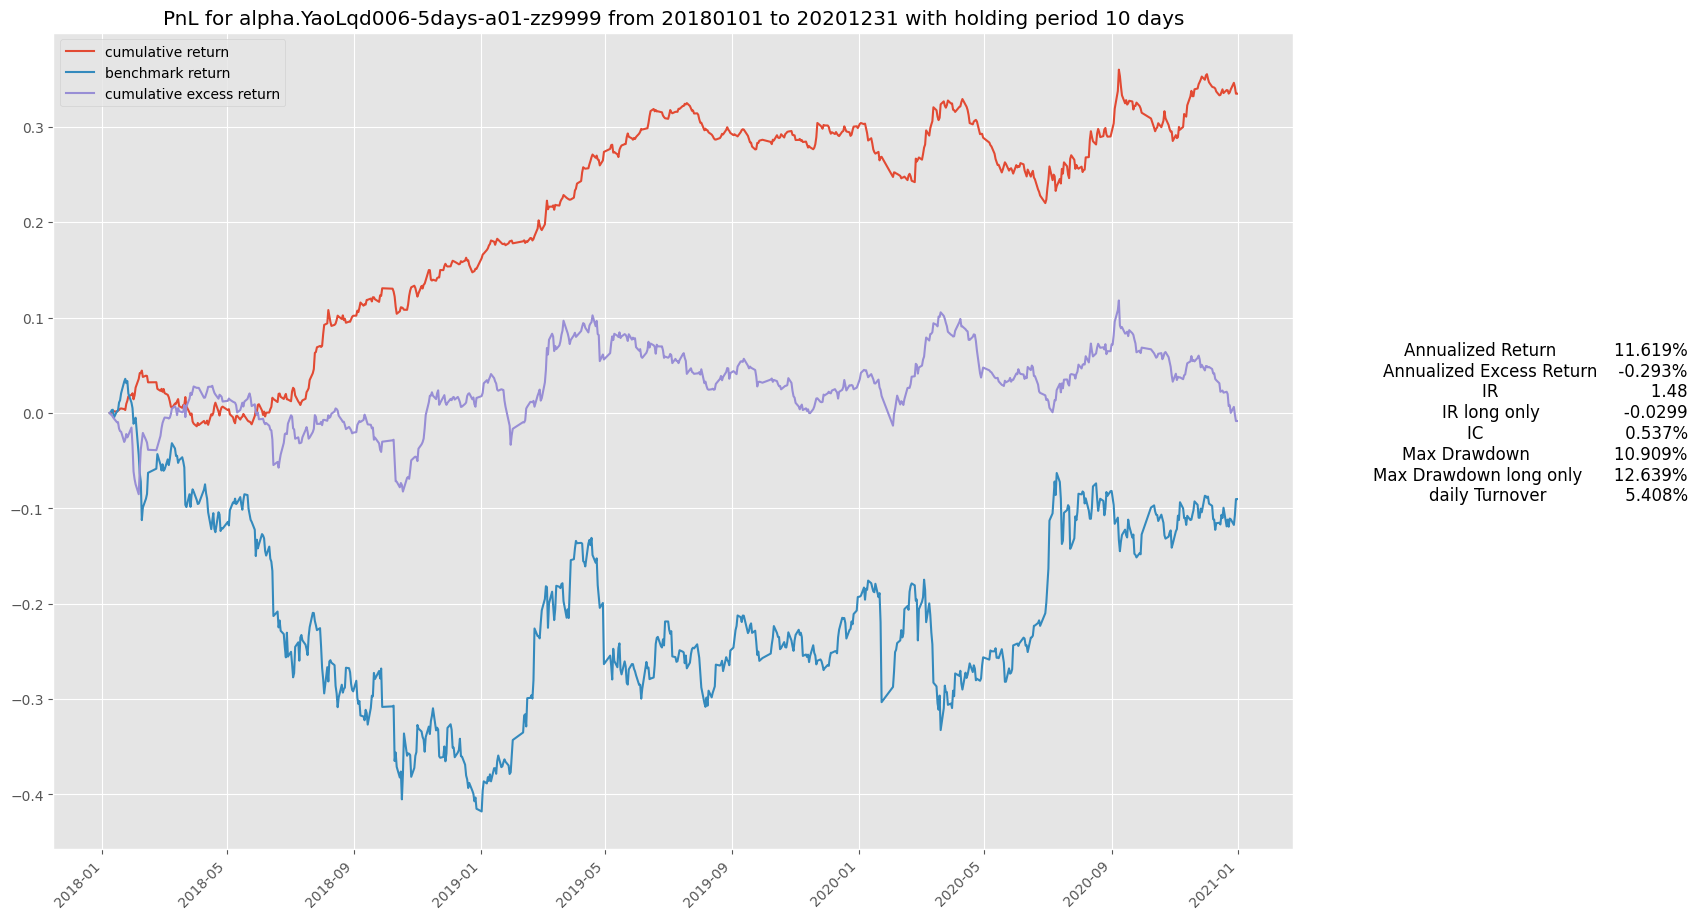 PnL for alpha.YaoLqd006-5days-a01-zz9999 from 20180101 to 20201231 with holding period 10 days
cumulative return
benchmark return
cumulative excess return
0.3
0.2
0.1
0.0
−0.1
−0.2
−0.3
−0.4
2018-01
2018-05
2018-09
2019-01
2019-05
2019-09
2020-01
2020-05
2020-09
2021-01
Annualized Return 11.619%
Annualized Excess Return -0.293%
IR 1.48
IR long only -0.0299
IC 0.537%
Max Drawdown 10.909%
Max Drawdown long only 12.639%
daily Turnover 5.408%